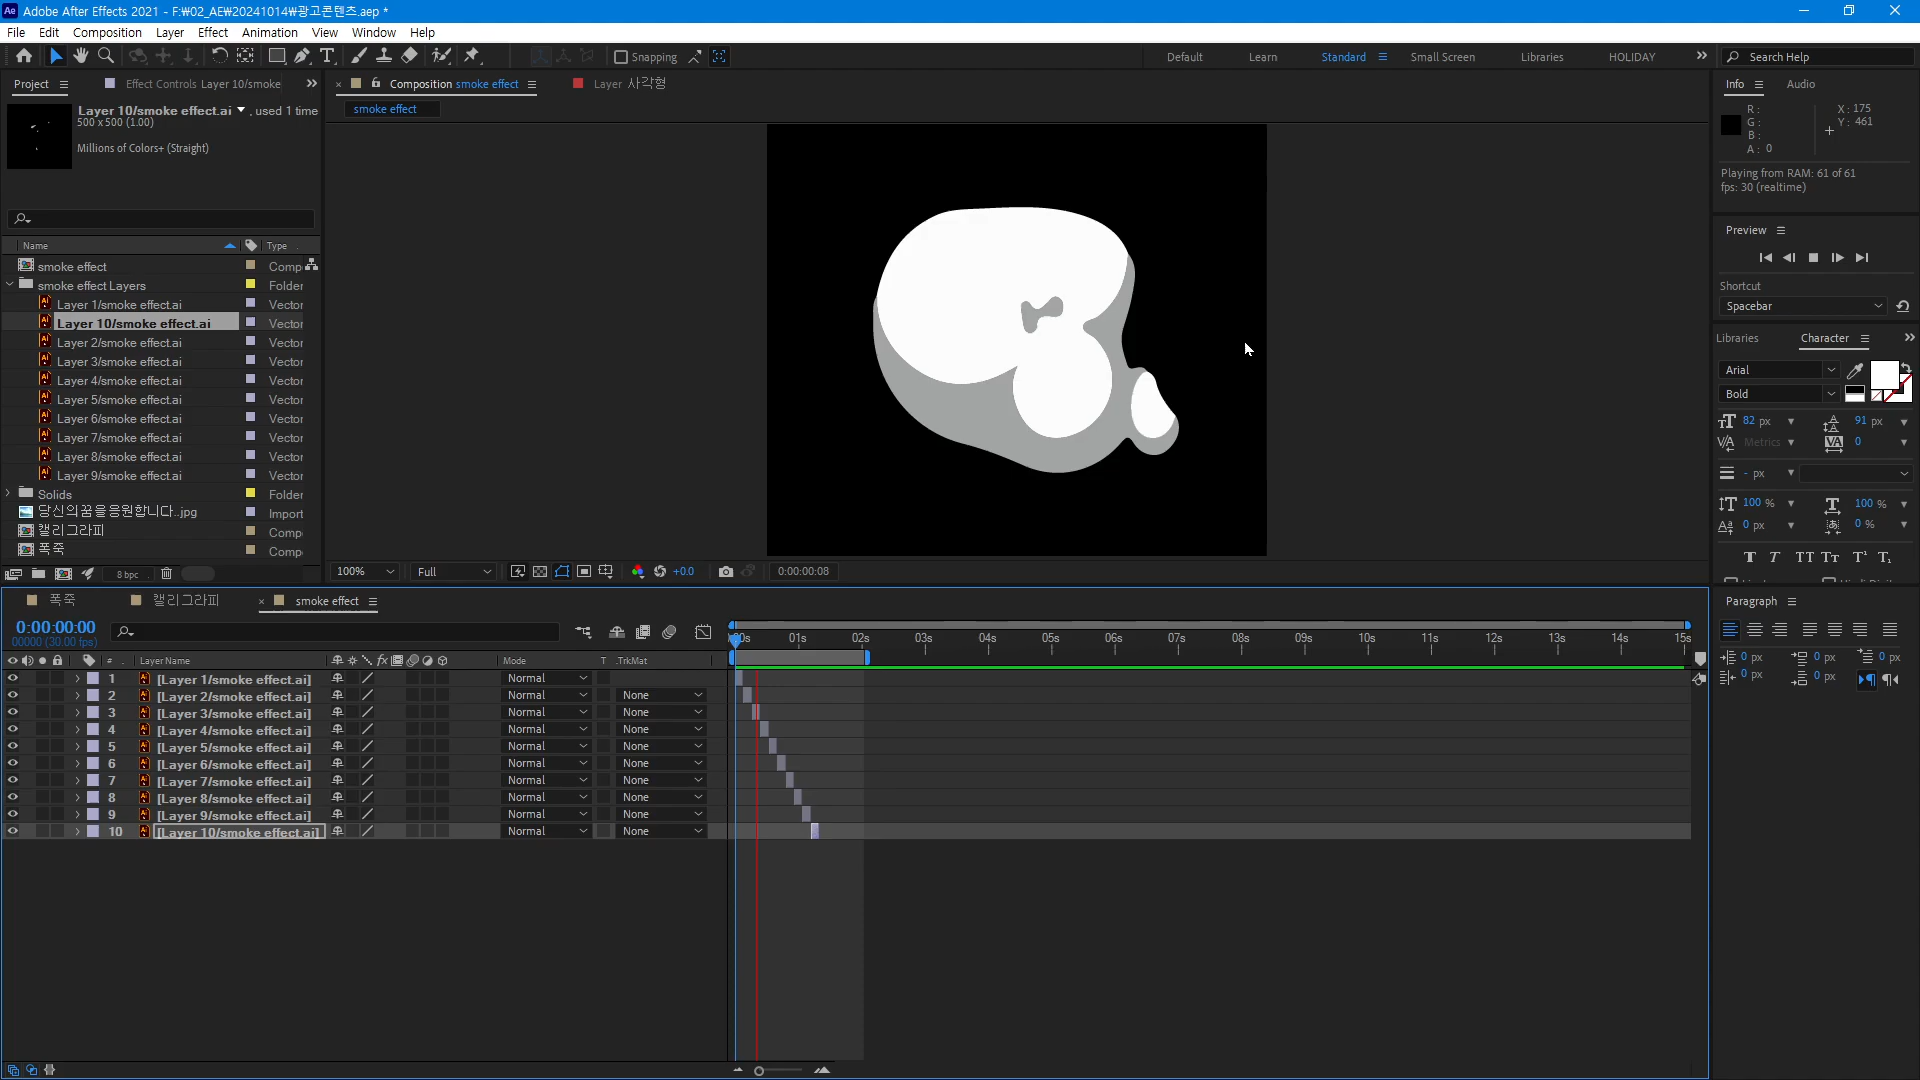 Adobe After Effects 2021 - F:₩02_AE₩20241014₩광고콘텐츠.aep *
File Edit Composition Layer Effect Animation View Window Help
Snapping
Default Learn Standard Small Screen Libraries HOLIDAY
Search Help
Project Effect Controls Layer 10/smoke
Layer 10/smoke effect.ai , used 1 time
500 x 500 (1.00)
Millions of Colors+ (Straight)
Name Type
smoke effect Comp
smoke effect Layers Folder
Layer 1/smoke effect.ai Vector
Layer 10/smoke effect.ai Vector
Layer 2/smoke effect.ai Vector
Layer 3/smoke effect.ai Vector
Layer 4/smoke effect.ai Vector
Layer 5/smoke effect.ai Vector
Layer 6/smoke effect.ai Vector
Layer 7/smoke effect.ai Vector
Layer 8/smoke effect.ai Vector
Layer 9/smoke effect.ai Vector
Solids Folder
당신의꿈을응원합니다..jpg Import
캘리그라피 Comp
폭죽 Comp
8 bpc
Composition smoke effect
Layer 사각형
smoke effect
100% Full +0.0 0:00:00:08
Info Audio
R : X : 175
G : Y : 461
B :
A : 0
Playing from RAM: 61 of 61
fps: 30 (realtime)
Preview
Shortcut
Spacebar
Libraries Character
Arial
Bold
82 px 91 px
Metrics 0
- px
100 % 100 %
0 px 0 %
Paragraph
0 px 0 px 0 px
0 px 0 px
폭죽 캘리그라피 smoke effect
0:00:00:00
00000 (30.00 fps)
# Layer Name Mode T .TrkMat
00s 01s 02s 03s 04s 05s 06s 07s 08s 09s 10s 11s 12s 13s 14s 15s
1 [Layer 1/smoke effect.ai] Normal
2 [Layer 2/smoke effect.ai] Normal None
3 [Layer 3/smoke effect.ai] Normal None
4 [Layer 4/smoke effect.ai] Normal None
5 [Layer 5/smoke effect.ai] Normal None
6 [Layer 6/smoke effect.ai] Normal None
7 [Layer 7/smoke effect.ai] Normal None
8 [Layer 8/smoke effect.ai] Normal None
9 [Layer 9/smoke effect.ai] Normal None
10 [Layer 10/smoke effect.ai] Normal None